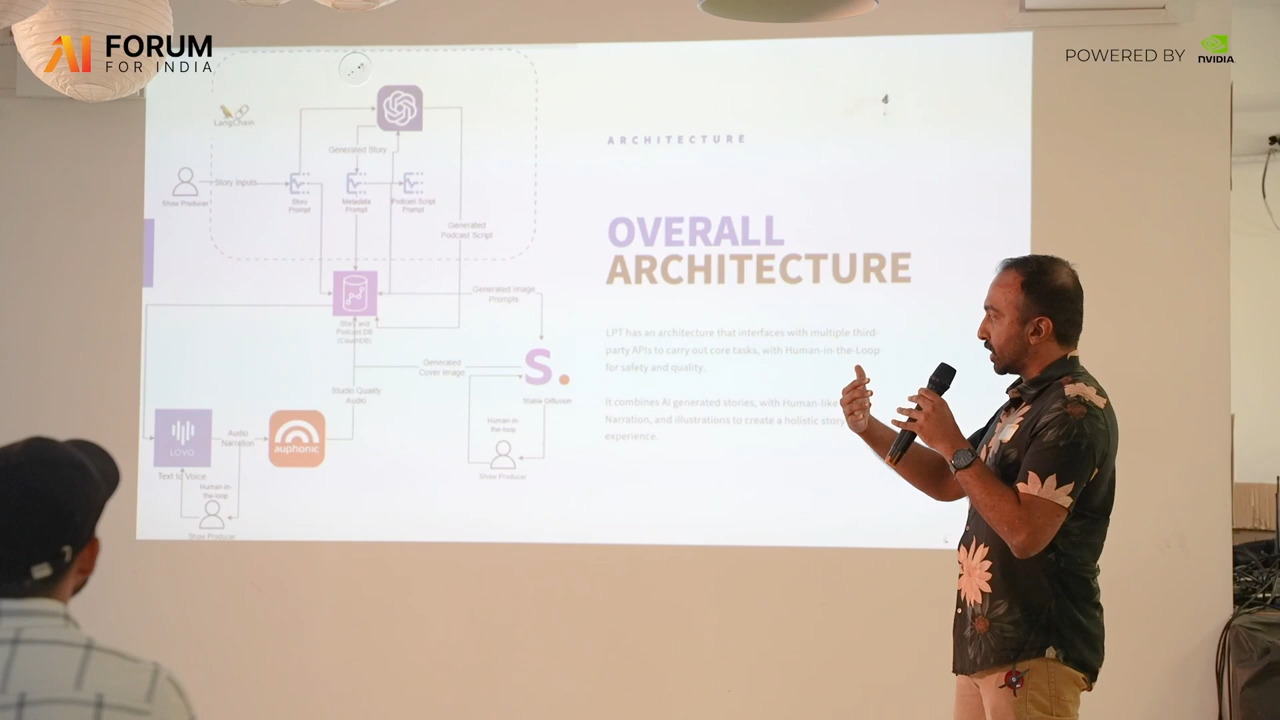 AI FORUM
FOR INDIA
POWERED BY
NVIDIA
LangChain
Generated Story
Show Producer
Story Inputs
Story
Prompt
Metadata
Prompt
Podcast Script
Prompt
Generated
Podcast Script
Generated Image
Prompts
Story and
Podcast DB
(CouchDB)
Generated
Cover Image
S.
Stable Diffusion
Studio Quality
Audio
LOVO
Text to Voice
Audio
Narration
auphonic
Human-in-
the-loop
Show Producer
Human in-
the-loop
Show Producer
ARCHITECTURE
OVERALL
ARCHITECTURE
LPT has an architecture that interfaces with multiple third-
party APIs to carry out core tasks, with Human-in-the-Loop
for safety and quality.
It combines AI generated stories, with Human-like
Narration, and illustrations to create a holistic story
experience.